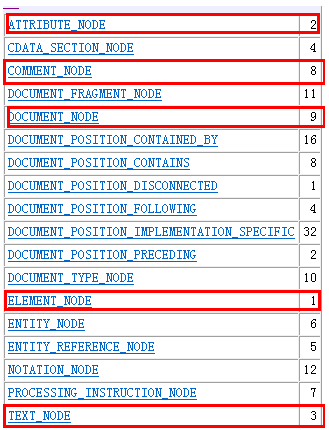 ATTRIBUTE_NODE 2
CDATA_SECTION_NODE 4
COMMENT_NODE 8
DOCUMENT_FRAGMENT_NODE 11
DOCUMENT_NODE 9
DOCUMENT_POSITION_CONTAINED_BY 16
DOCUMENT_POSITION_CONTAINS 8
DOCUMENT_POSITION_DISCONNECTED 1
DOCUMENT_POSITION_FOLLOWING 4
DOCUMENT_POSITION_IMPLEMENTATION_SPECIFIC 32
DOCUMENT_POSITION_PRECEDING 2
DOCUMENT_TYPE_NODE 10
ELEMENT_NODE 1
ENTITY_NODE 6
ENTITY_REFERENCE_NODE 5
NOTATION_NODE 12
PROCESSING_INSTRUCTION_NODE 7
TEXT_NODE 3